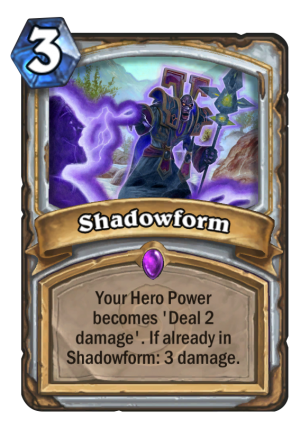 3
Shadowform
Your Hero Power
becomes 'Deal 2
damage'. If already in
Shadowform: 3 damage.